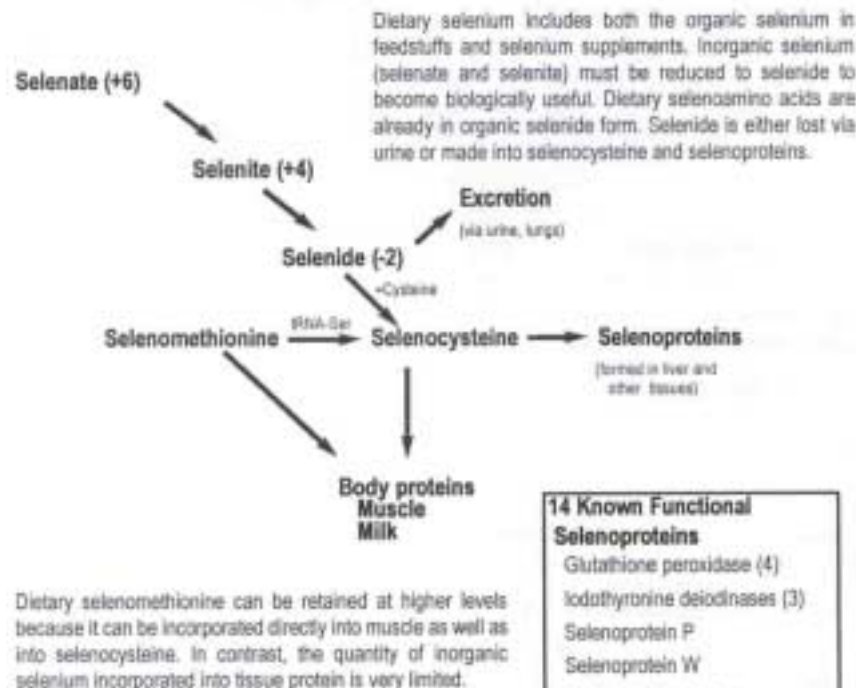 Dietary selenium includes both the organic selenium in
feedstuffs and selenium supplements. Inorganic selenium
(selenate and selenite) must be reduced to selenide to
become biologically useful. Dietary selenoamino acids are
already in organic selenide form. Selenide is either lost via
urine or made into selenocysteine and selenoproteins.
Selenate (+6)
Selenite (+4)
Excretion
(via urine, lungs)
Selenide (-2)
+Cysteine
tRNA-Ser
Selenomethionine
Selenocysteine
Selenoproteins
(formed in liver and
other tissues)
Body proteins
Muscle
Milk
14 Known Functional
Selenoproteins
Glutathione peroxidase (4)
Iodothyronine deiodinases (3)
Selenoprotein P
Selenoprotein W
Dietary selenomethionine can be retained at higher levels
because it can be incorporated directly into muscle as well as
into selenocysteine. In contrast, the quantity of inorganic
selenium incorporated into tissue protein is very limited.